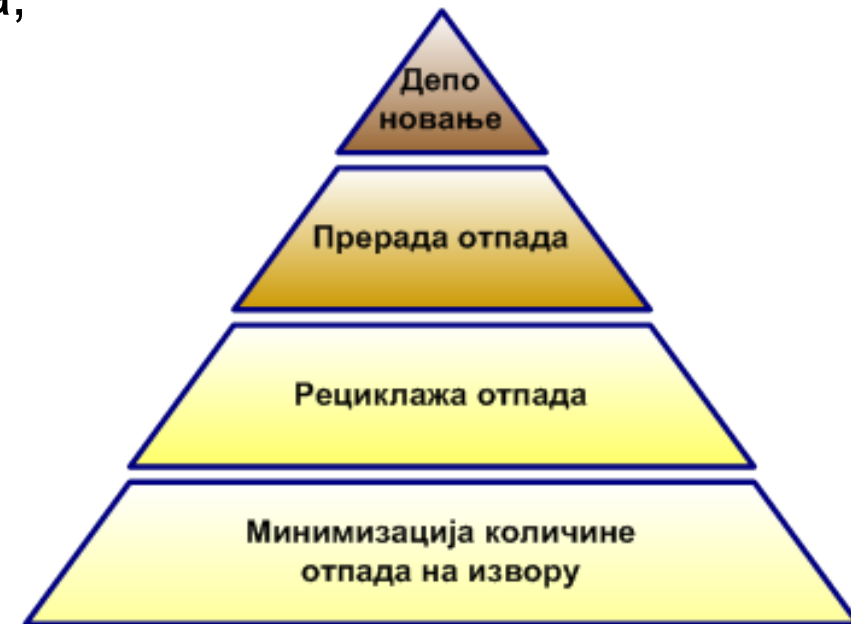 Депо
новање
Прерада отпада
Рециклажа отпада
Минимизација количине
отпада на извору